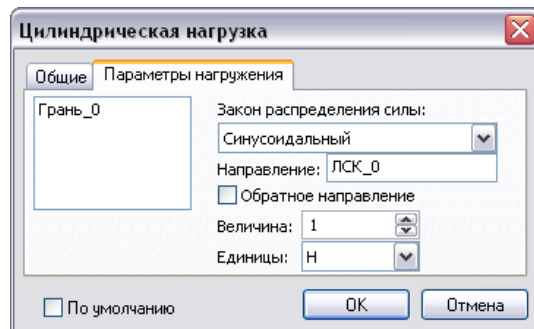 Цилиндрическая нагрузка
Общие Параметры нагружения
Грань_0
Закон распределения силы:
Синусоидальный
Направление: ЛСК_0
Обратное направление
Величина: 1
Единицы: Н
По умолчанию OK Отмена